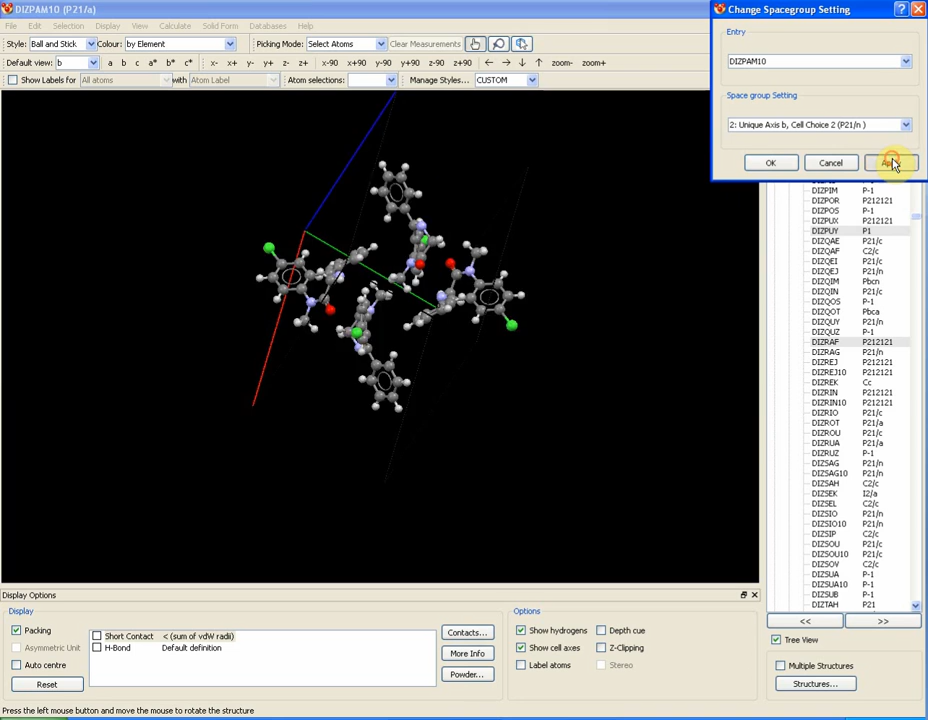 DIZPAM10 (P21/a)
Change Spacegroup Setting
File Edit Selection Display View Calculate Solid Form Databases Help
Style: Ball and Stick Colour: by Element Picking Mode: Select Atoms Clear Measurements
Default view: b a b c a* b* c* x- x+ y- y+ z- z+ x-90 x+90 y-90 y+90 z-90 z+90 ← → ↓ ↑ zoom- zoom+
Show Labels for All atoms with Atom Label Atom selections: Manage Styles... CUSTOM
Entry
DIZPAM10
Space group Setting
2: Unique Axis b, Cell Choice 2 (P21/n )
OK Cancel
DIZPIM P-1
DIZPOR P212121
DIZPOS P-1
DIZPUX P212121
DIZPUY P1
DIZQAE P21/c
DIZQAF C2/c
DIZQEI P21/c
DIZQEJ P21/n
DIZQIM Pbcn
DIZQIN P21/c
DIZQOS P-1
DIZQOT Pbca
DIZQUY P21/n
DIZQUZ P-1
DIZRAF P212121
DIZRAG P21/n
DIZREJ P212121
DIZREJ10 P212121
DIZREK Cc
DIZRIN P212121
DIZRIN10 P212121
DIZRIO P21/c
DIZROT P21/a
DIZROU P21/c
DIZRUA P21/a
DIZRUZ P-1
DIZSAG P21/n
DIZSAG10 P21/n
DIZSAH C2/c
DIZSEK I2/a
DIZSEL C2/c
DIZSIO P21/n
DIZSIO10 P21/n
DIZSIP C2/c
DIZSOU P21/c
DIZSOU10 P21/c
DIZSOV C2/c
DIZSUA P-1
DIZSUA10 P-1
DIZSUB P-1
DIZTAH P21
<< >>
Tree View
Multiple Structures
Structures...
Display Options
Display
Packing
Asymmetric Unit
Auto centre
Reset
Short Contact < (sum of vdW radii)
H-Bond Default definition
Contacts...
More Info
Powder...
Options
Show hydrogens Depth cue
Show cell axes Z-Clipping
Label atoms Stereo
Press the left mouse button and move the mouse to rotate the structure